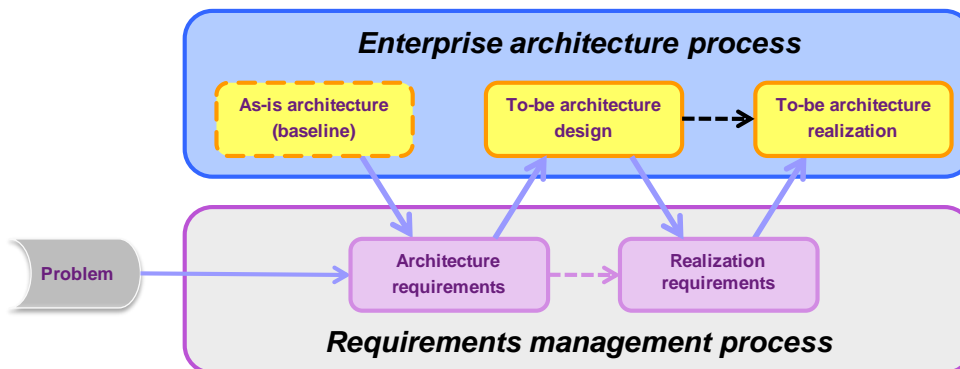 Enterprise architecture process
As-is architecture
(baseline)
To-be architecture
design
To-be architecture
realization
Problem
Architecture
requirements
Realization
requirements
Requirements management process